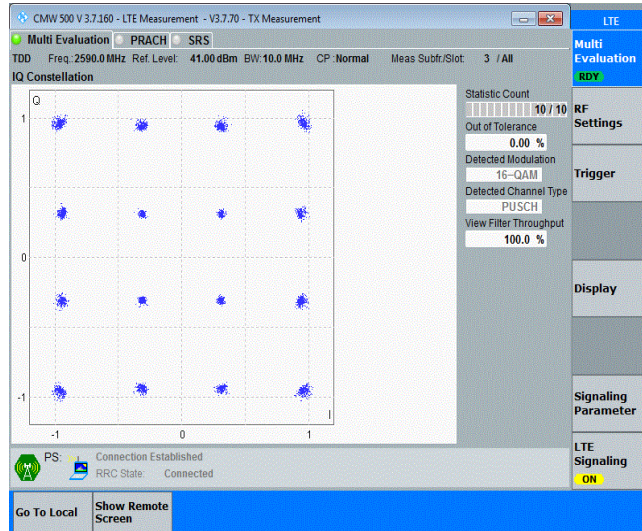 CMW 500 V 3.7.160 - LTE Measurement - V3.7.70 - TX Measurement
LTE
Multi Evaluation PRACH SRS
TDD Freq.: 2590.0 MHz Ref. Level: 41.00 dBm BW: 10.0 MHz CP : Normal Meas Subfr./Slot: 3 / All
IQ Constellation
Q
1
0
-1
I
-1 0 1
Statistic Count
10 / 10
Out of Tolerance
0.00 %
Detected Modulation
16-QAM
Detected Channel Type
PUSCH
View Filter Throughput
100.0 %
Multi
Evaluation
RDY
RF
Settings
Trigger
Display
Signaling
Parameter
LTE
Signaling
ON
PS: Connection Established
RRC State: Connected
Go To Local
Show Remote
Screen